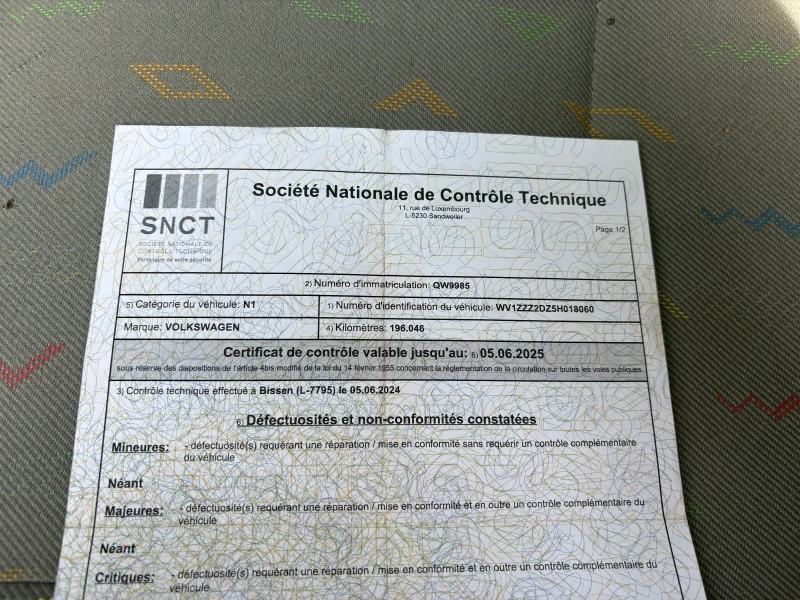 SNCT
SOCIÉTÉ NATIONALE DE
CONTRÔLE TECHNIQUE
Partenaire de votre sécurité
Société Nationale de Contrôle Technique
11, rue de Luxembourg
L-5230 Sandweiler
Page 1/2
2) Numéro d'immatriculation: QW9985
5) Catégorie du véhicule: N1
1) Numéro d'identification du véhicule: WV1ZZZ2DZ5H018060
Marque: VOLKSWAGEN
4) Kilomètres: 196.046
Certificat de contrôle valable jusqu'au: 8) 05.06.2025
sous réserve des dispositions de l'article 4bis modifié de la loi du 14 février 1955 concernant la réglementation de la circulation sur toutes les voies publiques
3) Contrôle technique effectué à Bissen (L-7795) le 05.06.2024
6) Défectuosités et non-conformités constatées
Mineures: - défectuosité(s) requérant une réparation / mise en conformité sans requérir un contrôle complémentaire
du véhicule
Néant
Majeures: - défectuosité(s) requérant une réparation / mise en conformité et en outre un contrôle complémentaire du
véhicule
Néant
Critiques: - défectuosité(s) requérant une réparation / mise en conformité et en outre un contrôle complémentaire du
véhicule